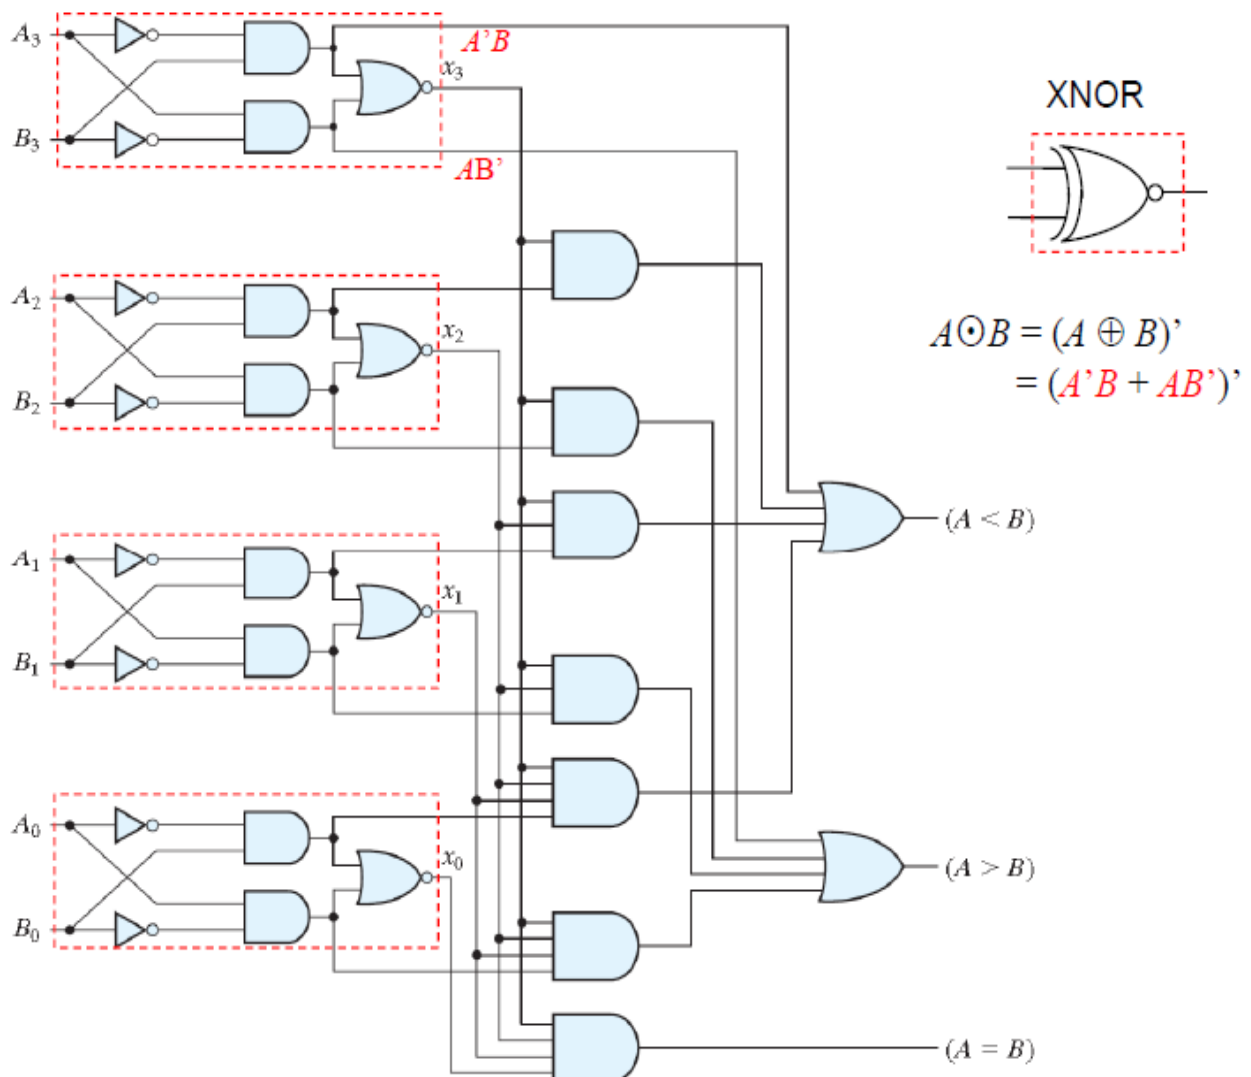 A₃
A’B
x₃
B₃
AB’
XNOR
A₂
x₂
B₂
A⊙B = (A ⊕ B)’
= (A’B + AB’)’
(A < B)
A₁
x₁
B₁
A₀
x₀
(A > B)
B₀
(A = B)